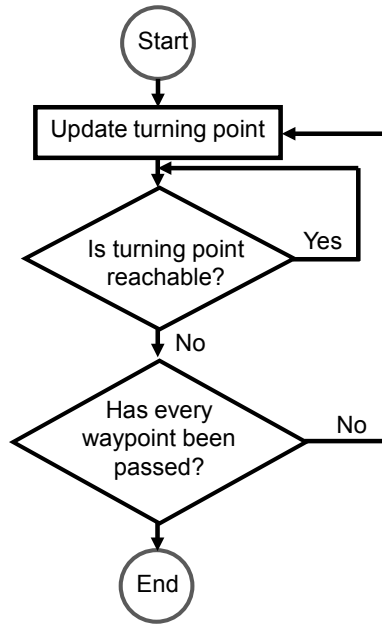 Start
Update turning point
Is turning point
reachable?
Yes
No
Has every
waypoint been
passed?
No
End